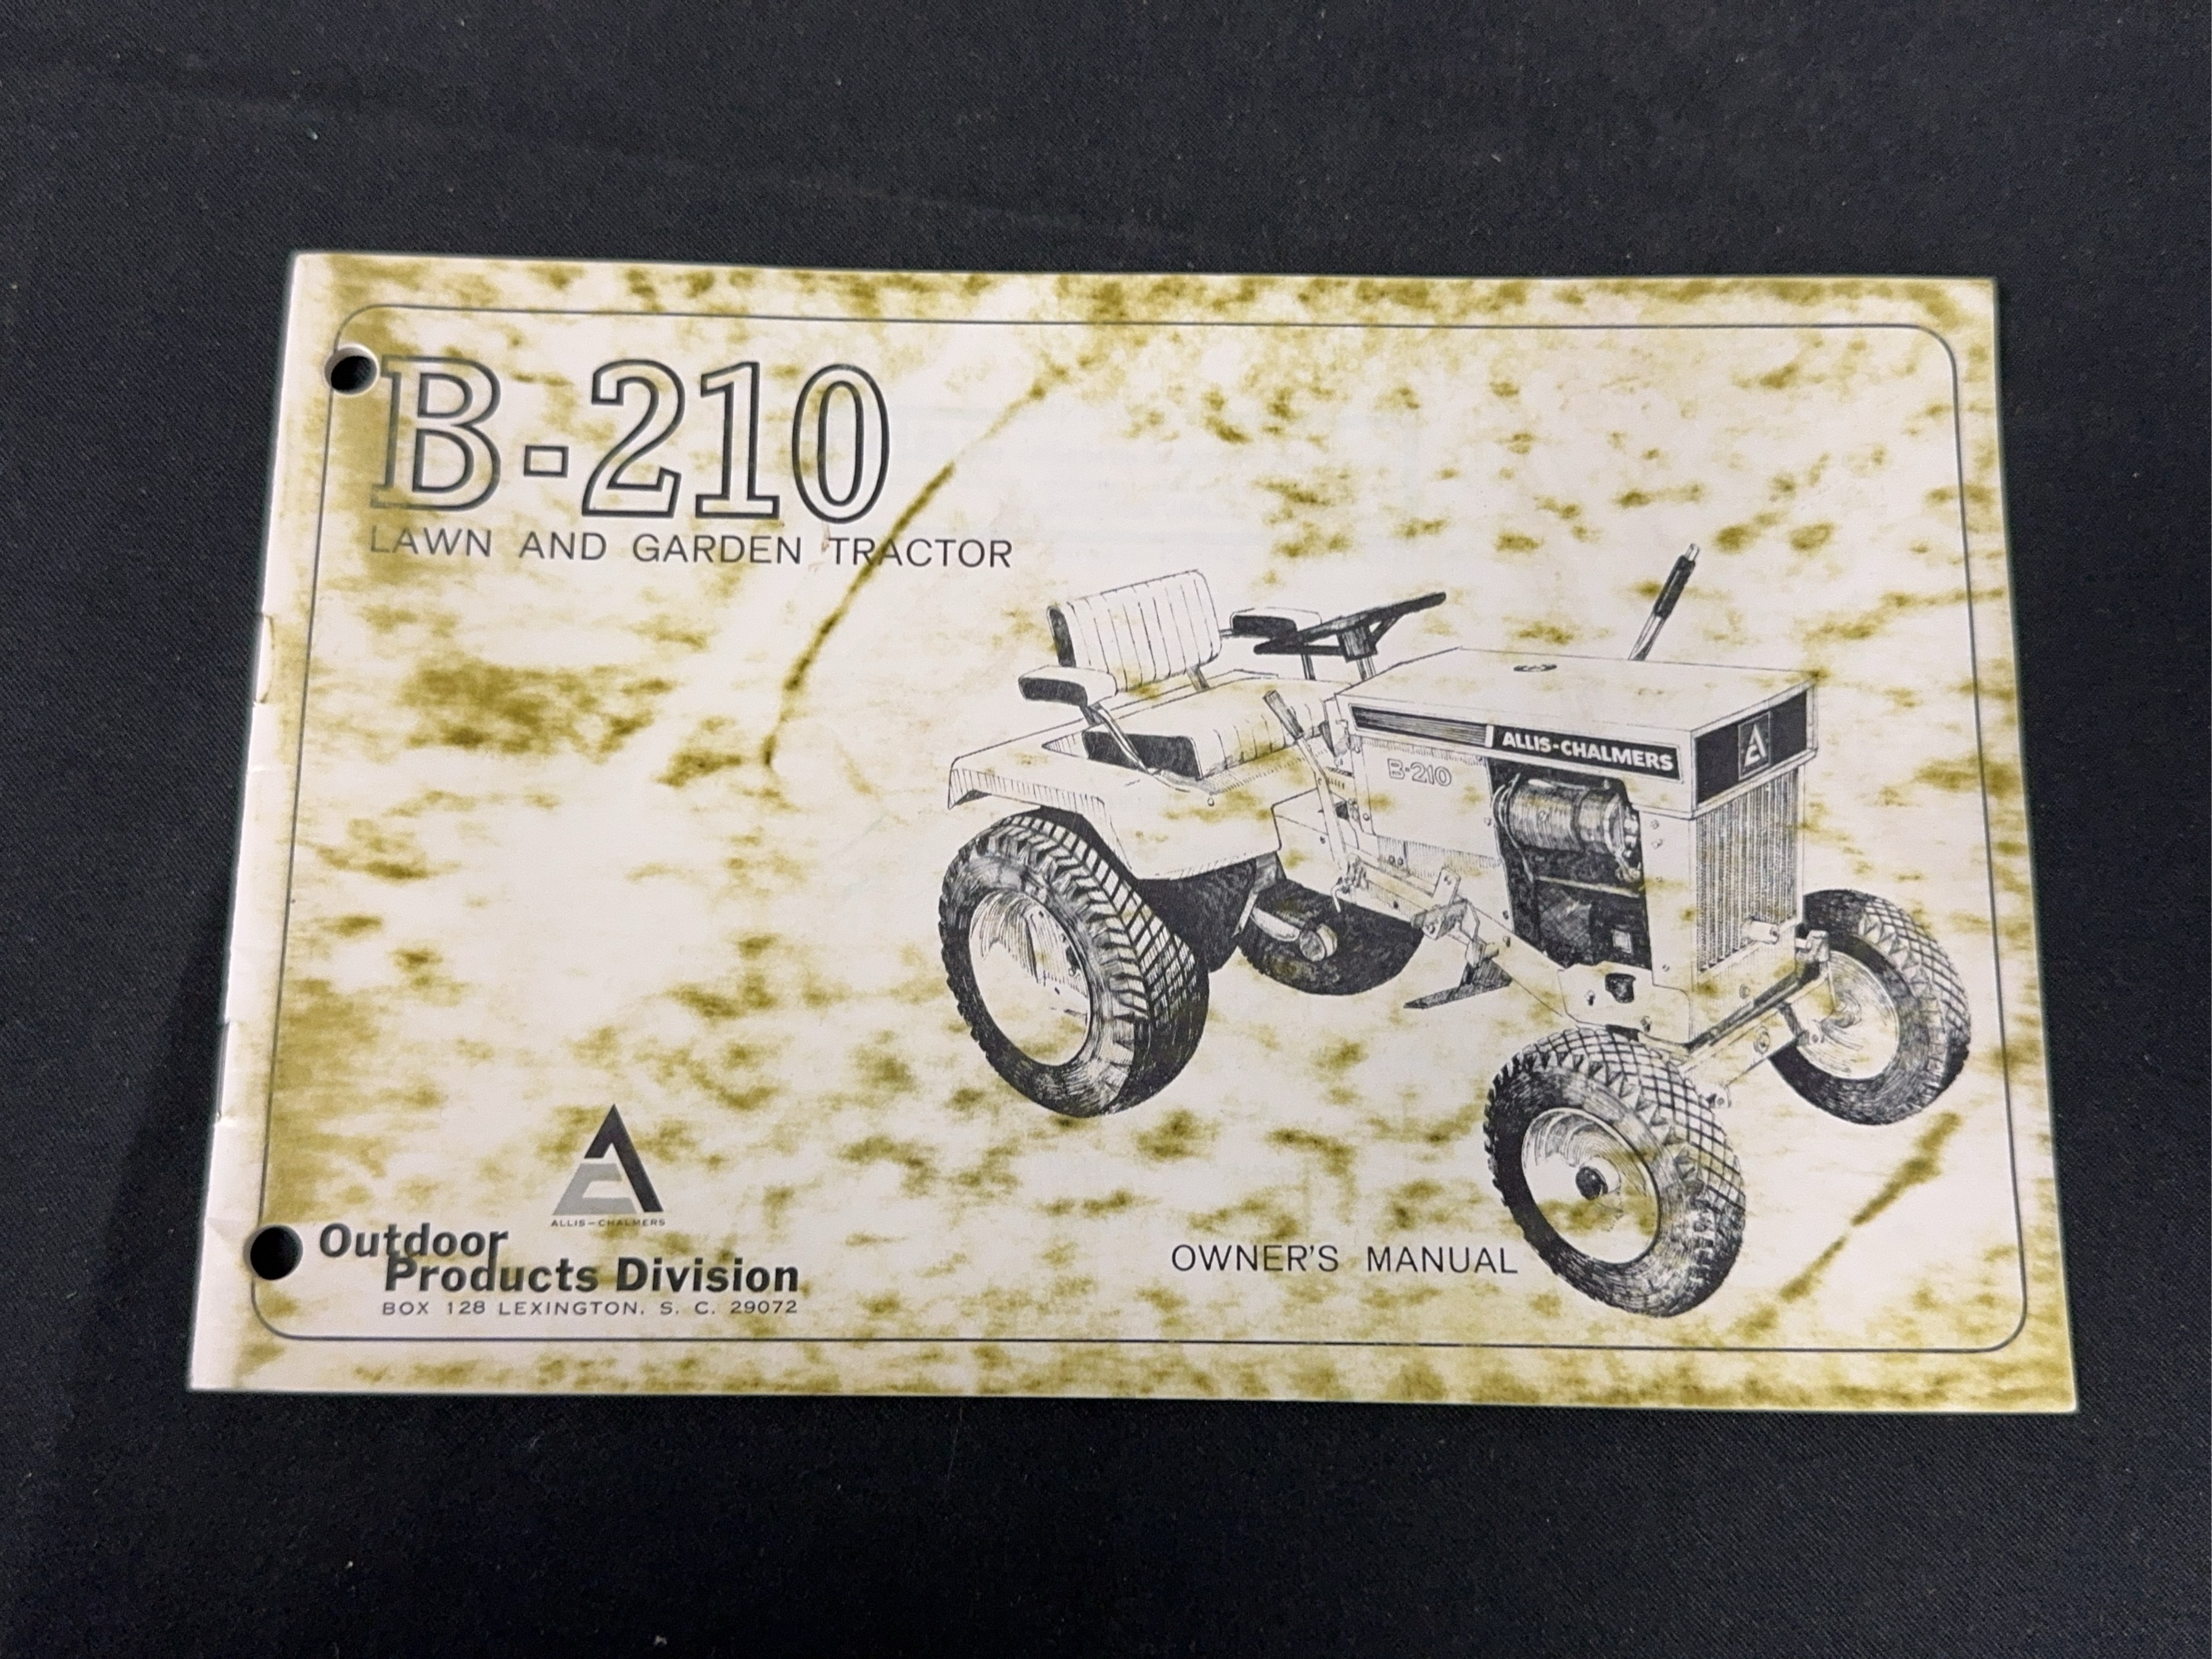 B-210
LAWN AND GARDEN TRACTOR
ALLIS-CHALMERS
B-210
ALLIS-CHALMERS
Outdoor
Products Division
BOX 128 LEXINGTON, S. C. 29072
OWNER'S MANUAL